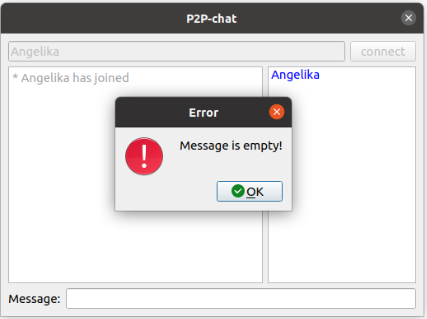 P2P-chat
Angelika connect
* Angelika has joined
Angelika
Error
Message is empty!
OK
Message: